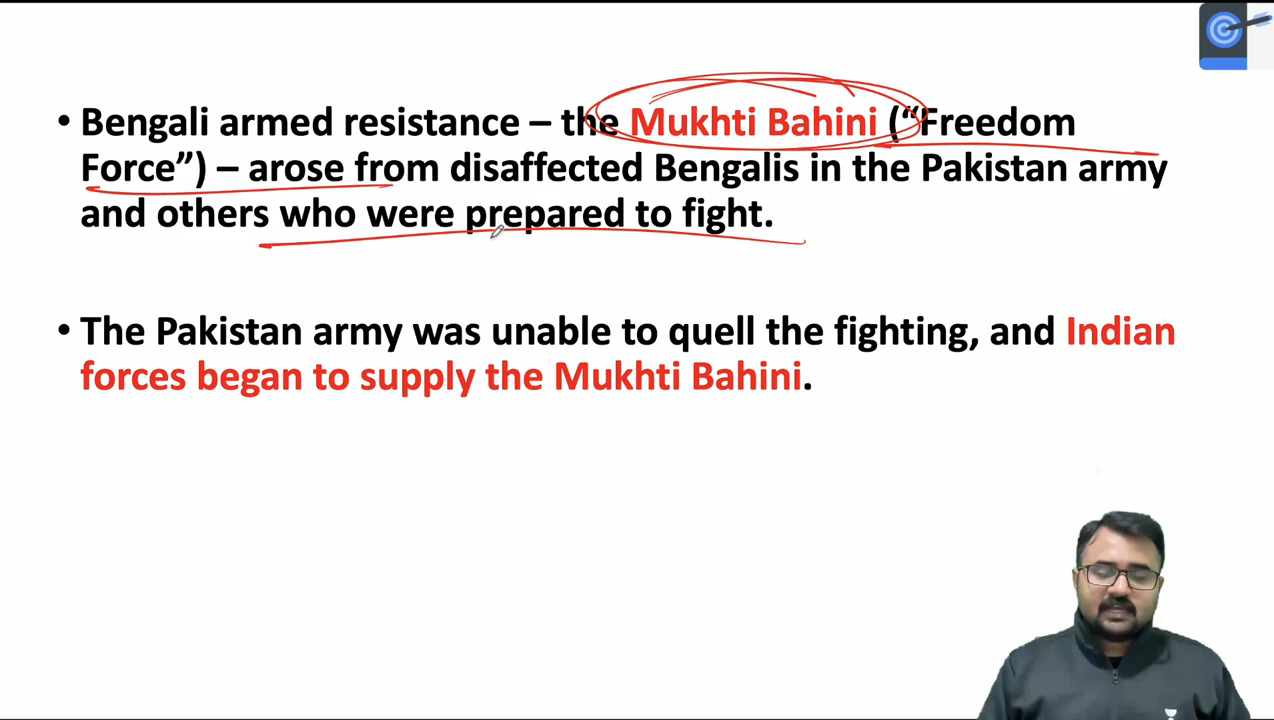 • Bengali armed resistance – the Mukhti Bahini (“Freedom
Force”) – arose from disaffected Bengalis in the Pakistan army
and others who were prepared to fight.
• The Pakistan army was unable to quell the fighting, and Indian
forces began to supply the Mukhti Bahini.